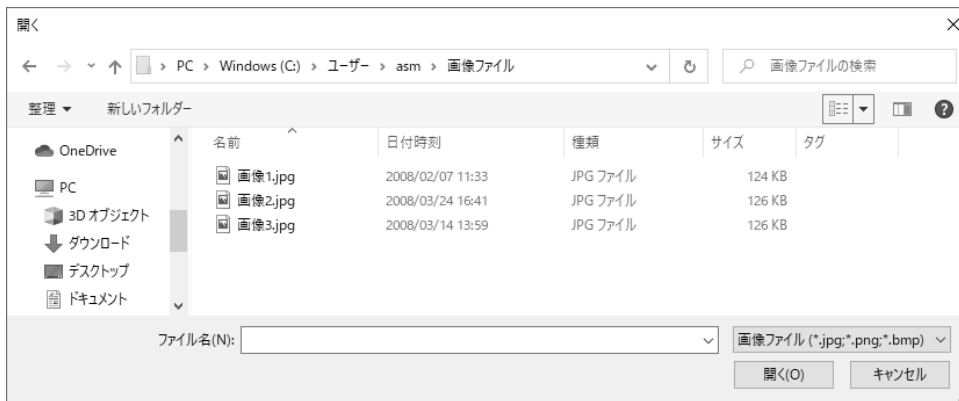 開く
PC > Windows (C:) > ユーザー > asm > 画像ファイル
画像ファイルの検索
整理 ▼ 新しいフォルダー
OneDrive
PC
3D オブジェクト
ダウンロード
デスクトップ
ドキュメント
名前 日付時刻 種類 サイズ タグ
画像1.jpg 2008/02/07 11:33 JPG ファイル 124 KB
画像2.jpg 2008/03/24 16:41 JPG ファイル 126 KB
画像3.jpg 2008/03/14 13:59 JPG ファイル 126 KB
ファイル名(N):
画像ファイル (*.jpg;*.png;*.bmp)
開く(O) キャンセル